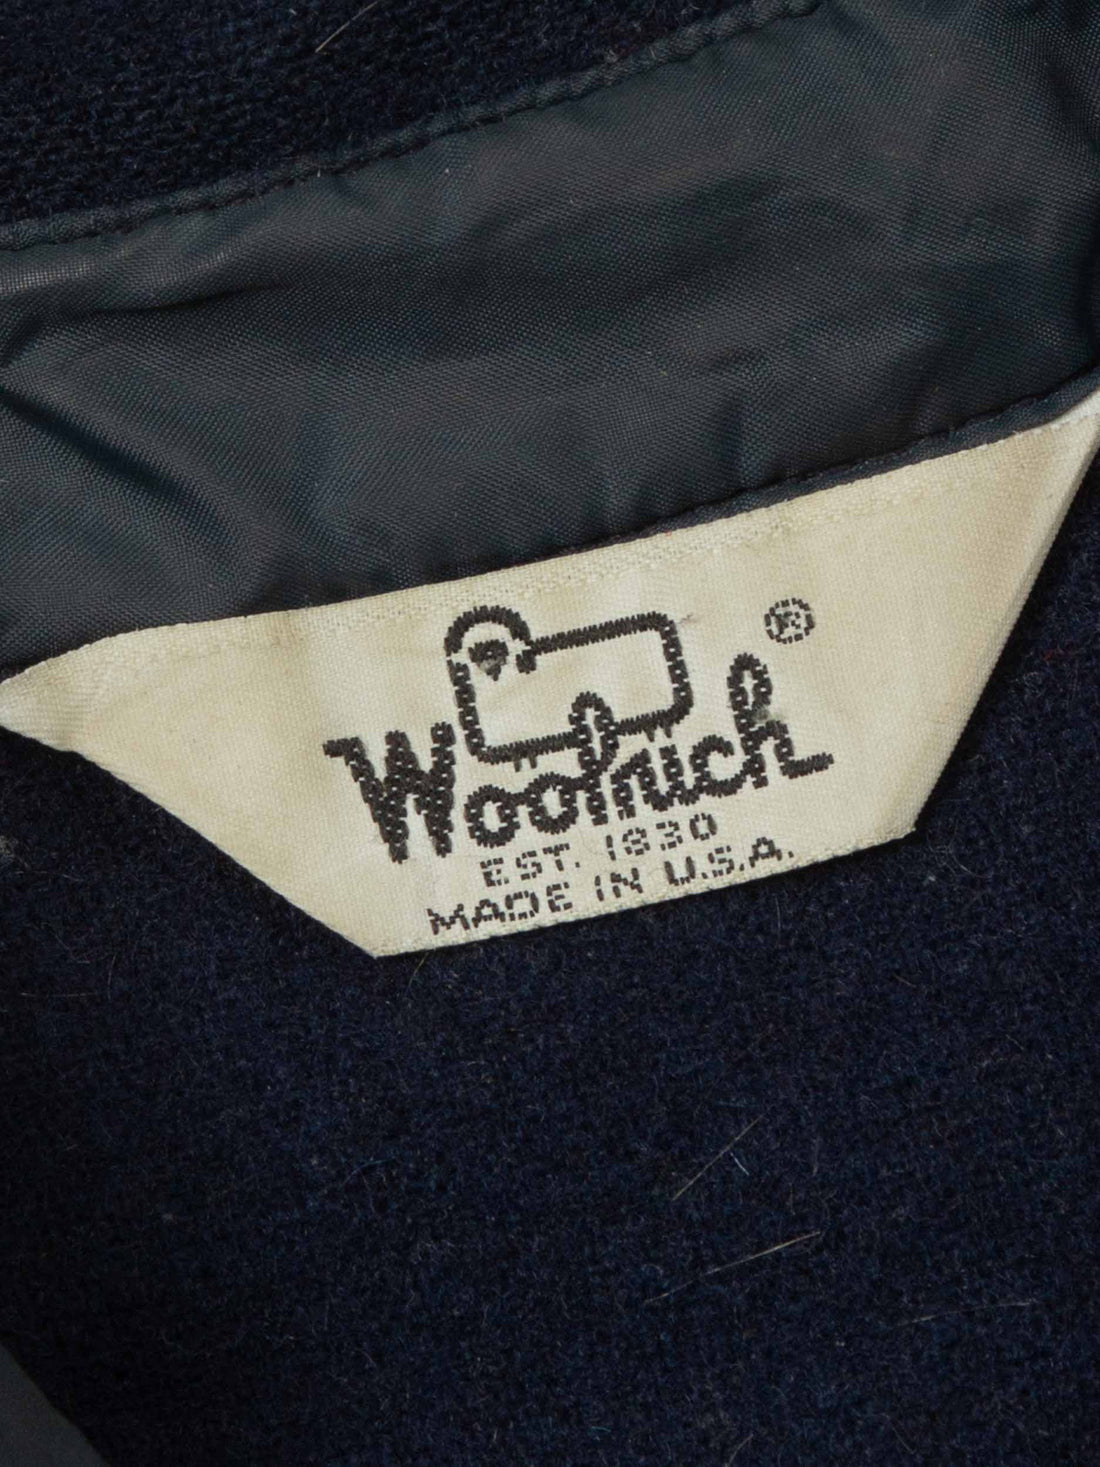 Woolrich ®
EST. 1830
MADE IN U.S.A.